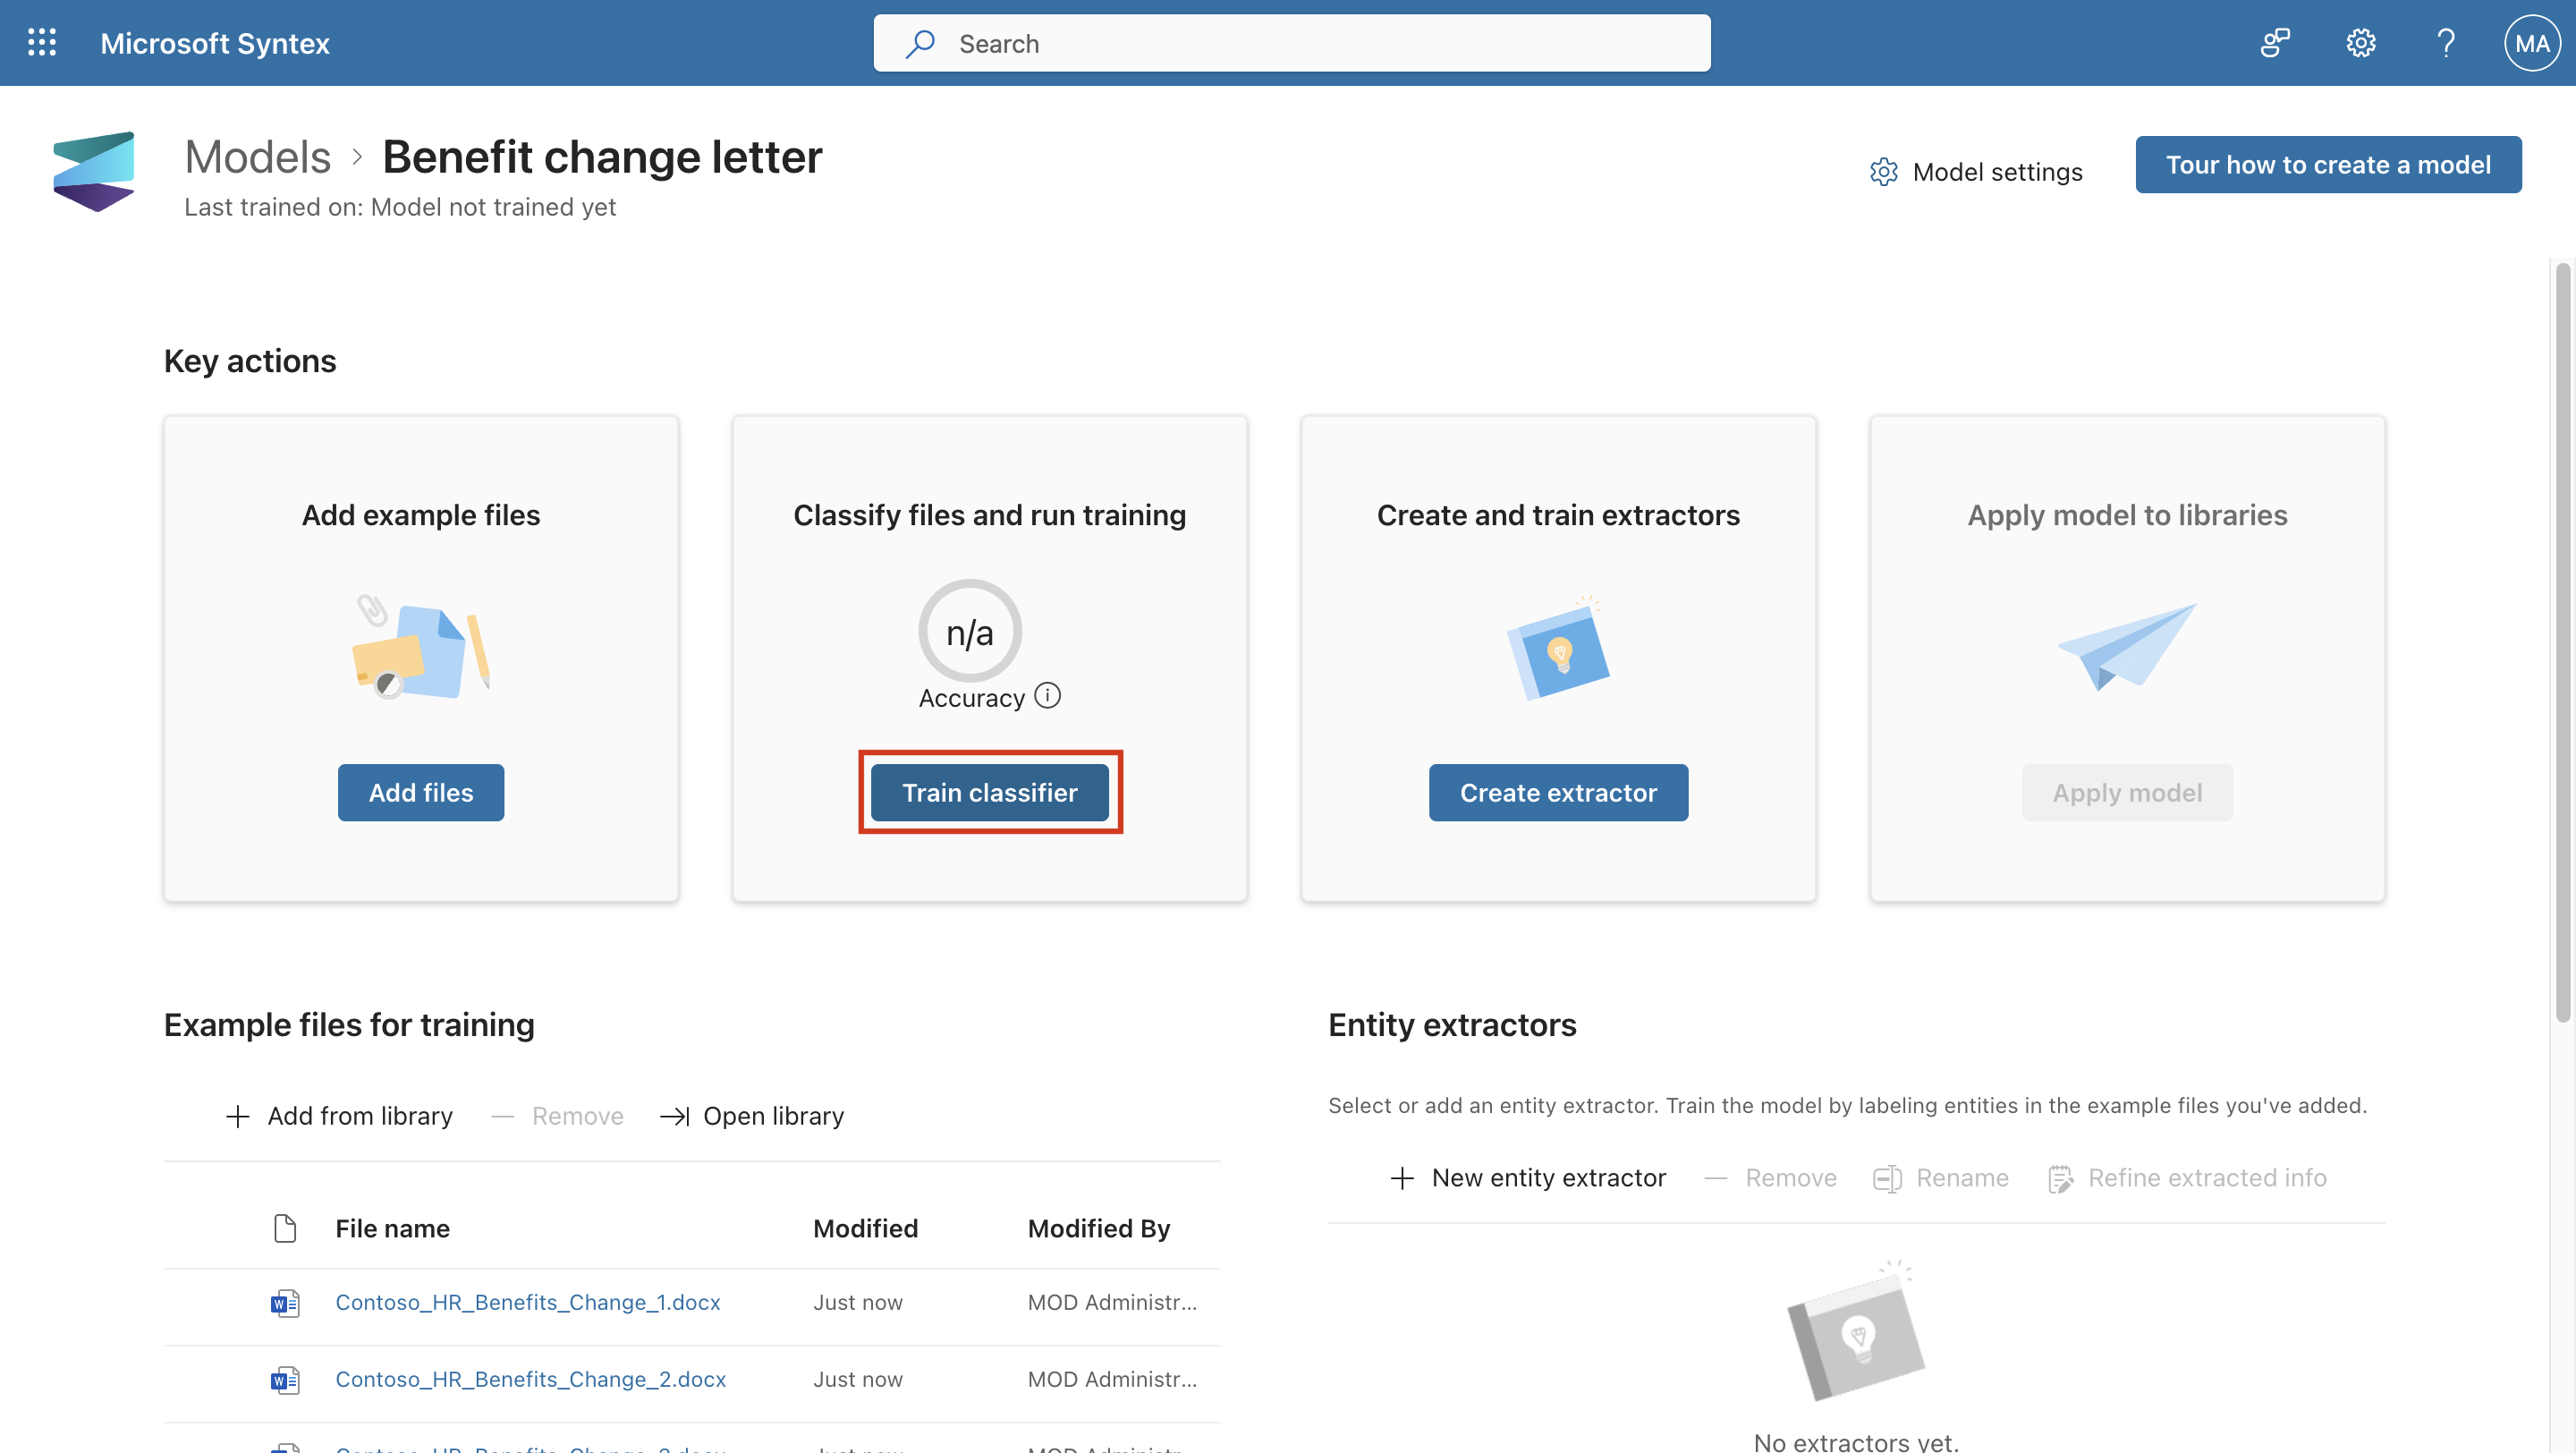 Microsoft Syntex
Search
MA
Models > Benefit change letter
Last trained on: Model not trained yet
Model settings
Tour how to create a model
Key actions
Add example files
Add files
Classify files and run training
n/a
Accuracy
Train classifier
Create and train extractors
Create extractor
Apply model to libraries
Apply model
Example files for training
Add from library
Remove
Open library
File name
Modified
Modified By
Contoso_HR_Benefits_Change_1.docx
Just now
MOD Administr...
Contoso_HR_Benefits_Change_2.docx
Just now
MOD Administr...
Entity extractors
Select or add an entity extractor. Train the model by labeling entities in the example files you've added.
New entity extractor
Remove
Rename
Refine extracted info
No extractors yet.